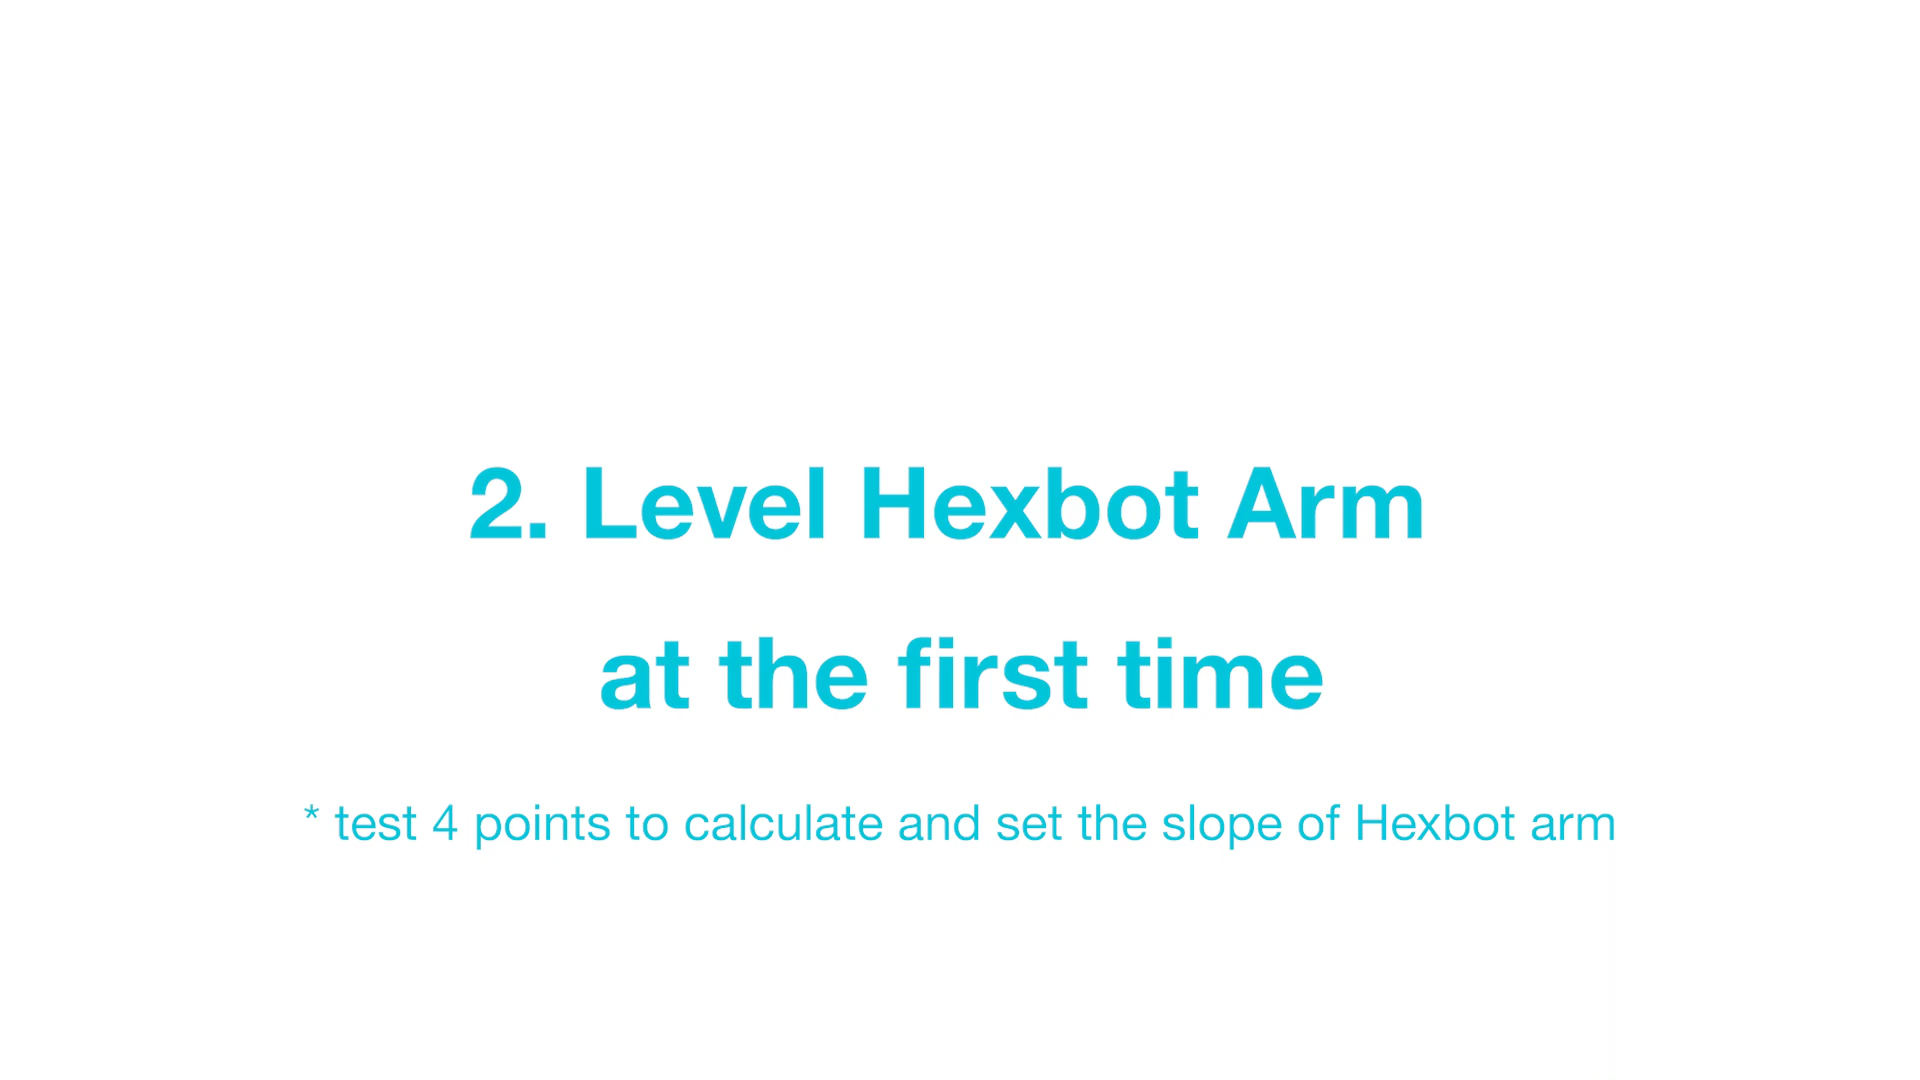 2. Level Hexbot Arm
at the first time
* test 4 points to calculate and set the slope of Hexbot arm